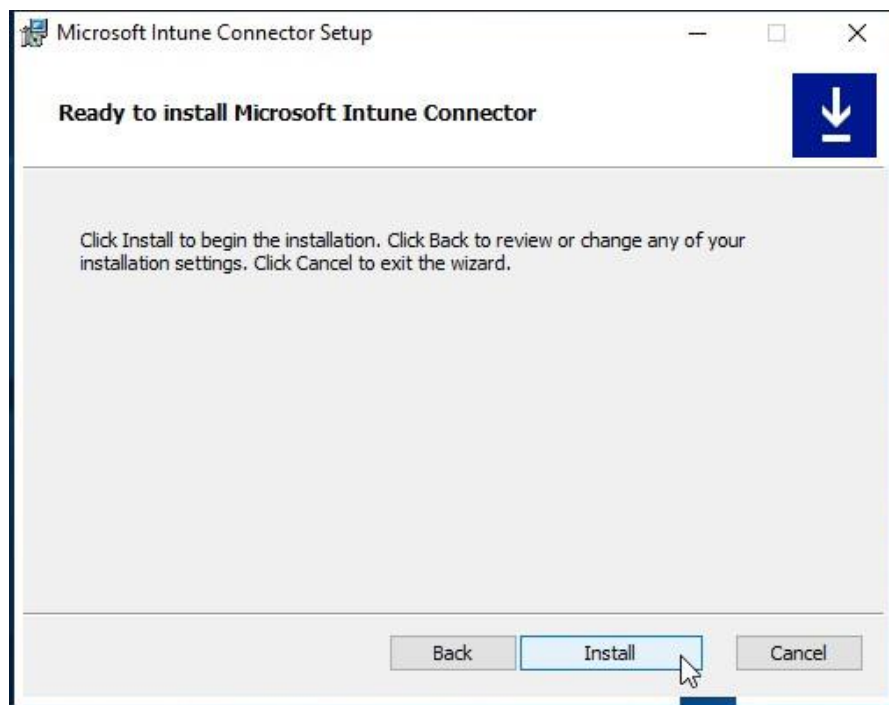 Microsoft Intune Connector Setup
Ready to install Microsoft Intune Connector
Click Install to begin the installation. Click Back to review or change any of your
installation settings. Click Cancel to exit the wizard.
Back Install Cancel